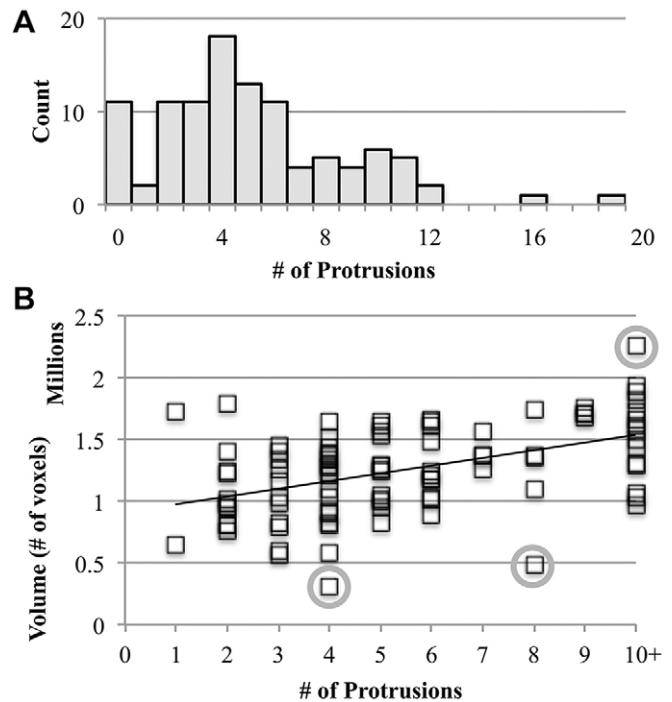 A
20
10
0
Count
0 4 8 12 16 20
# of Protrusions
B
2.5
2
1.5
1
0.5
0
Volume (# of voxels) Millions
0 1 2 3 4 5 6 7 8 9 10+
# of Protrusions